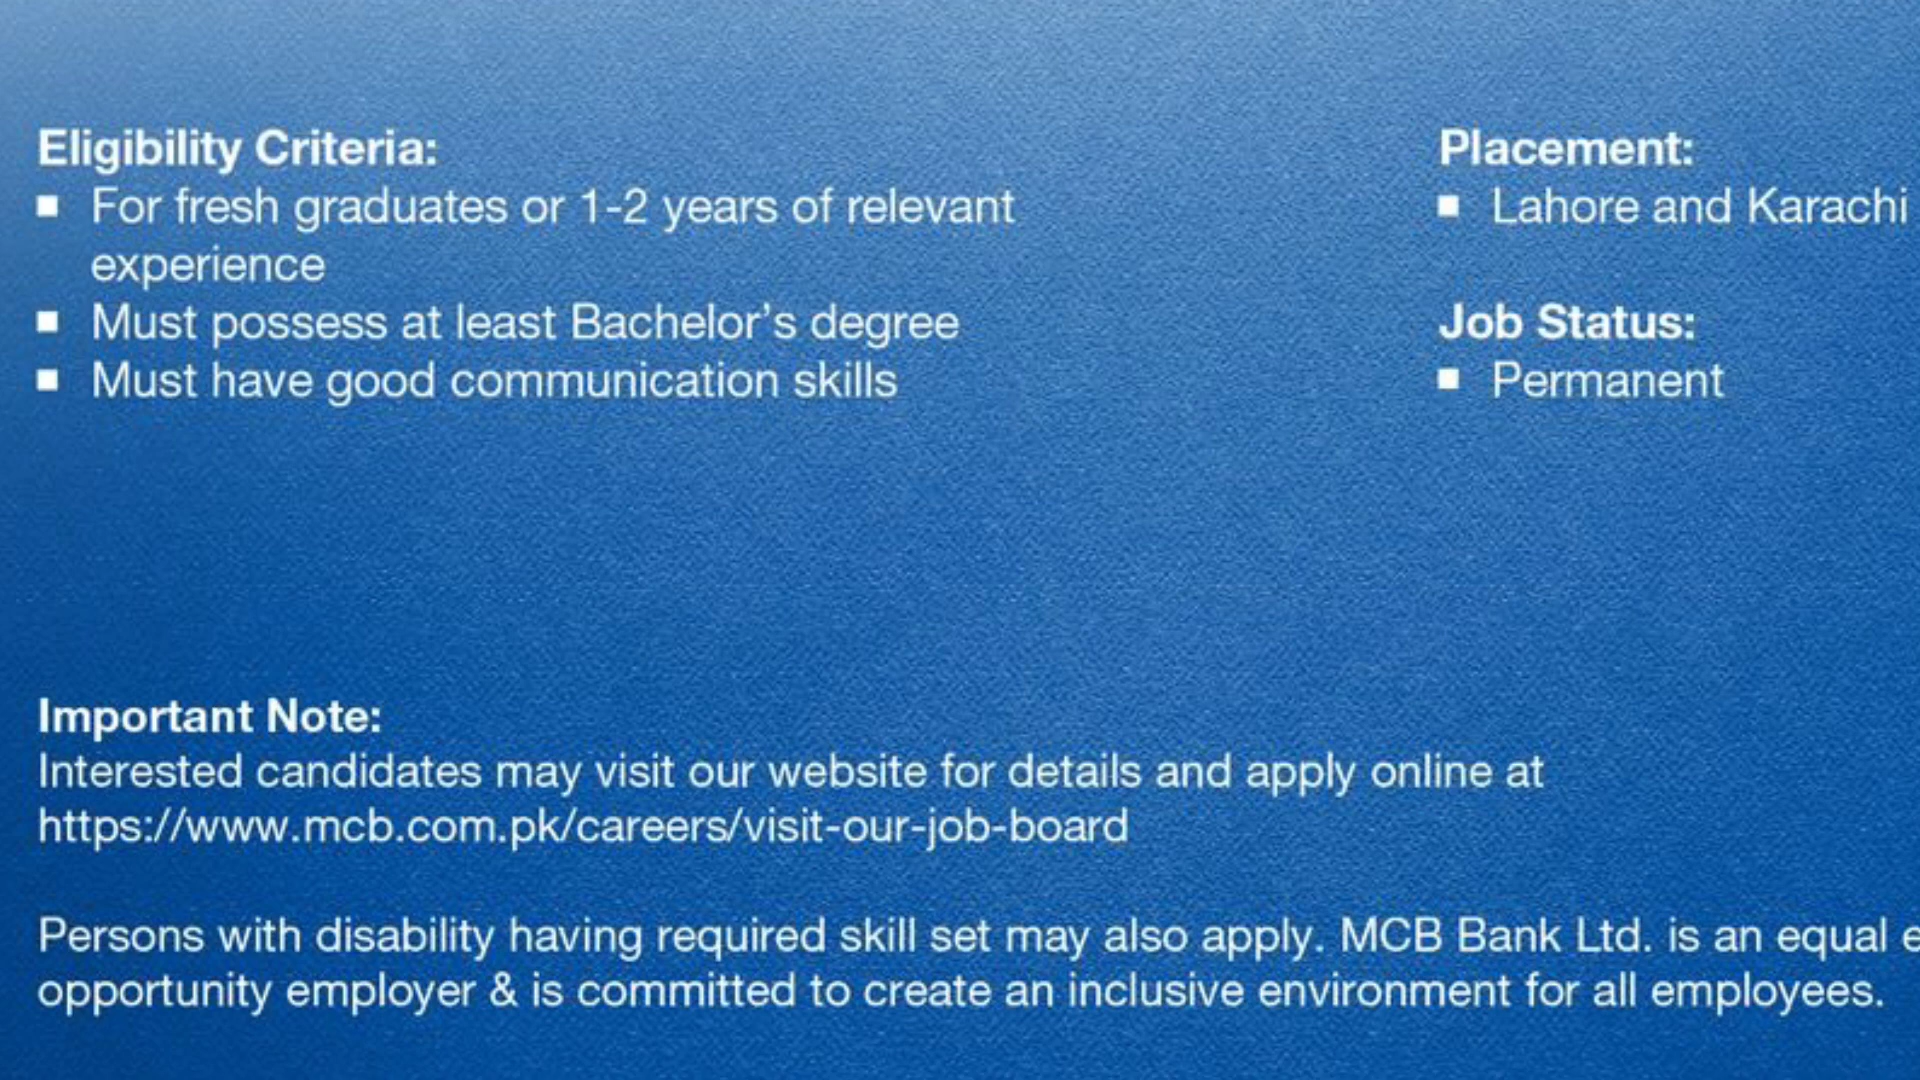 Eligibility Criteria:
▪ For fresh graduates or 1-2 years of relevant
experience
▪ Must possess at least Bachelor’s degree
▪ Must have good communication skills
Placement:
▪ Lahore and Karachi
Job Status:
▪ Permanent
Important Note:
Interested candidates may visit our website for details and apply online at
https://www.mcb.com.pk/careers/visit-our-job-board
Persons with disability having required skill set may also apply. MCB Bank Ltd. is an equal
opportunity employer & is committed to create an inclusive environment for all employees.